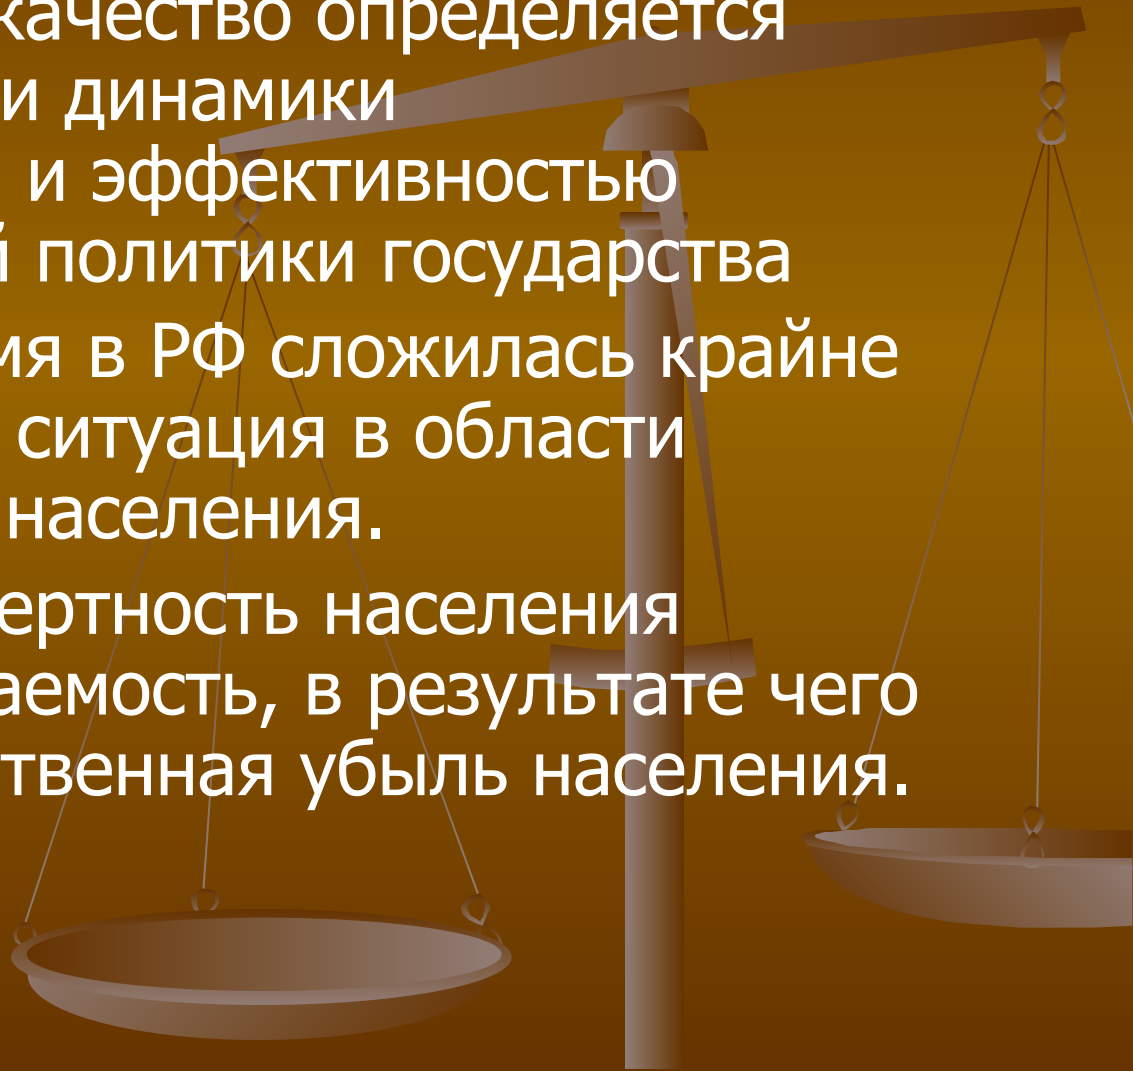 качество определяется
и динамики
и эффективностью
й политики государства
мя в РФ сложилась крайне
ситуация в области
населения.
ертность населения
аемость, в результате чего
твенная убыль населения.